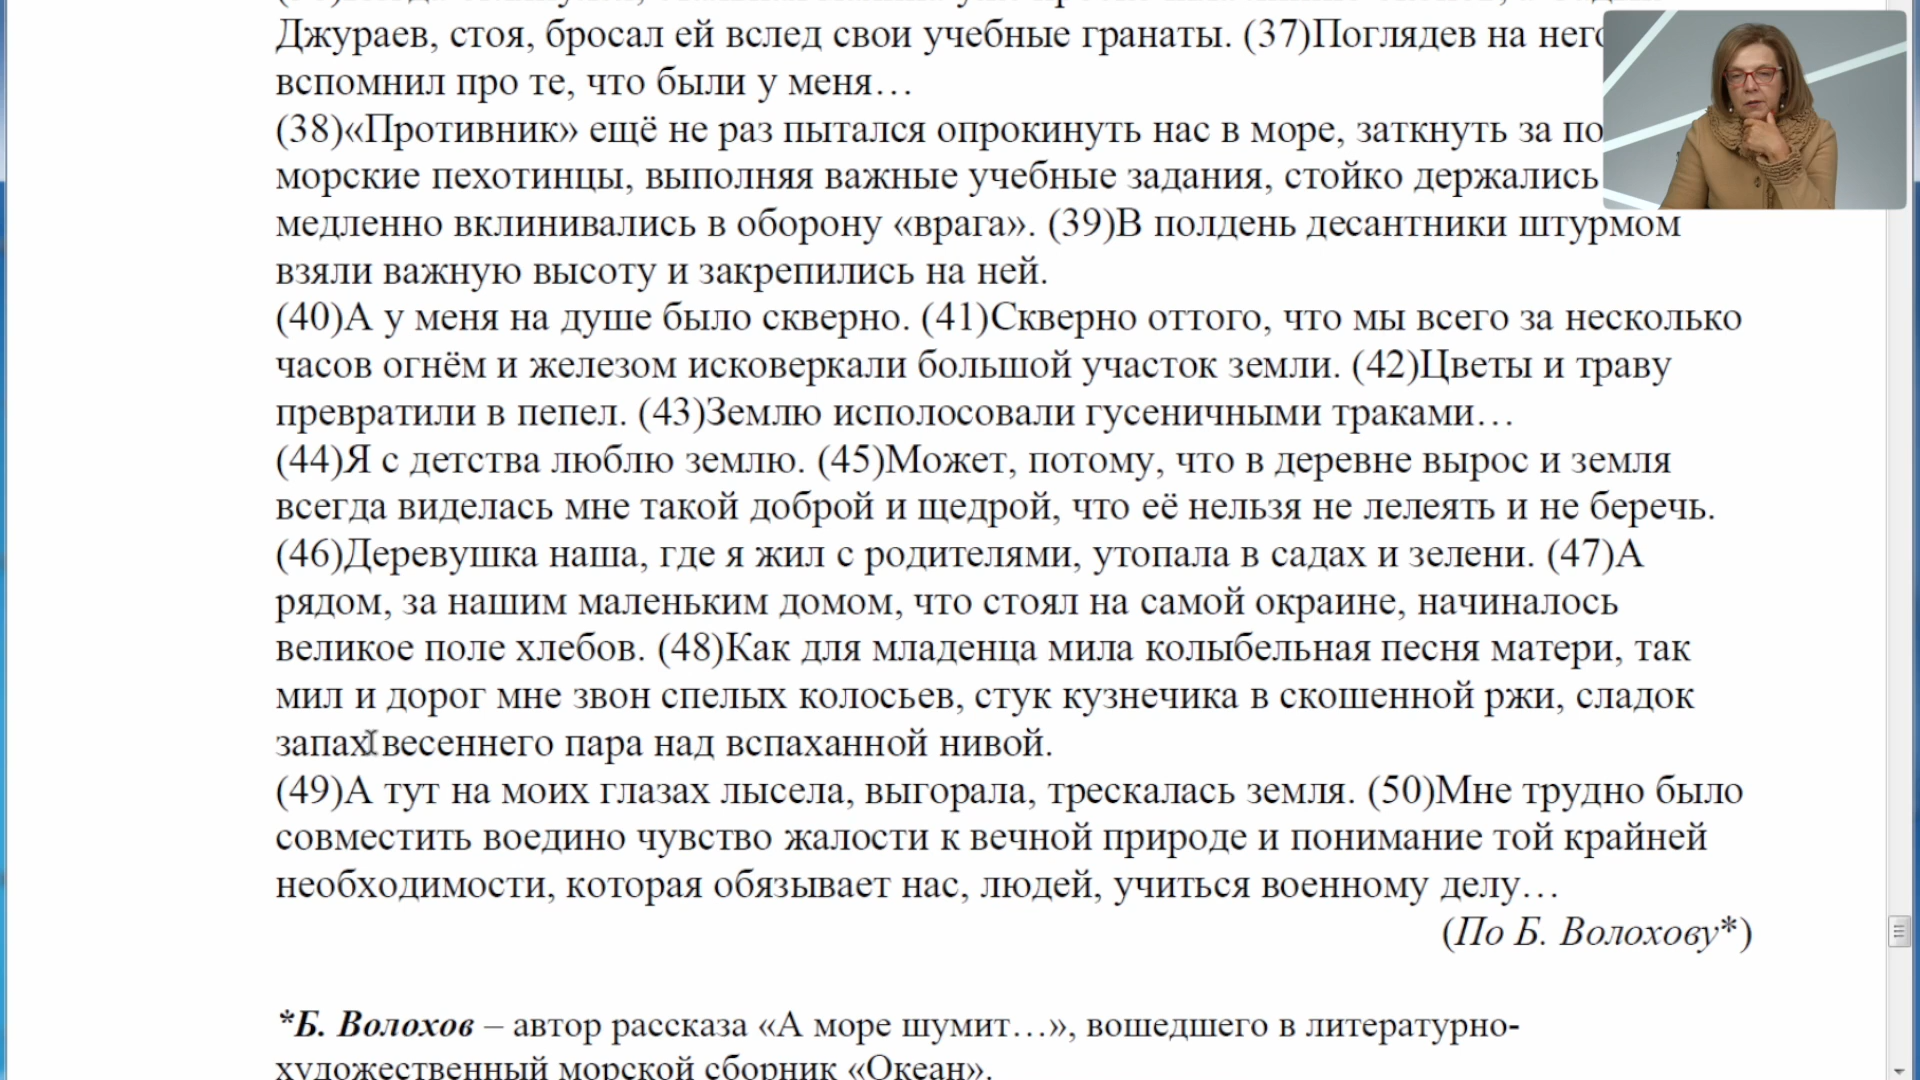 Джураев, стоя, бросал ей вслед свои учебные гранаты. (37)Поглядев на него
вспомнил про те, что были у меня…
(38)«Противник» ещё не раз пытался опрокинуть нас в море, заткнуть за по
морские пехотинцы, выполняя важные учебные задания, стойко держались
медленно вклинивались в оборону «врага». (39)В полдень десантники штурмом
взяли важную высоту и закрепились на ней.
(40)А у меня на душе было скверно. (41)Скверно оттого, что мы всего за несколько
часов огнём и железом исковеркали большой участок земли. (42)Цветы и траву
превратили в пепел. (43)Землю исполосовали гусеничными траками…
(44)Я с детства люблю землю. (45)Может, потому, что в деревне вырос и земля
всегда виделась мне такой доброй и щедрой, что её нельзя не лелеять и не беречь.
(46)Деревушка наша, где я жил с родителями, утопала в садах и зелени. (47)А
рядом, за нашим маленьким домом, что стоял на самой окраине, начиналось
великое поле хлебов. (48)Как для младенца мила колыбельная песня матери, так
мил и дорог мне звон спелых колосьев, стук кузнечика в скошенной ржи, сладок
запах весеннего пара над вспаханной нивой.
(49)А тут на моих глазах лысела, выгорала, трескалась земля. (50)Мне трудно было
совместить воедино чувство жалости к вечной природе и понимание той крайней
необходимости, которая обязывает нас, людей, учиться военному делу…
(По Б. Волохову*)
*Б. Волохов – автор рассказа «А море шумит…», вошедшего в литературно-
художественный морской сборник «Океан».